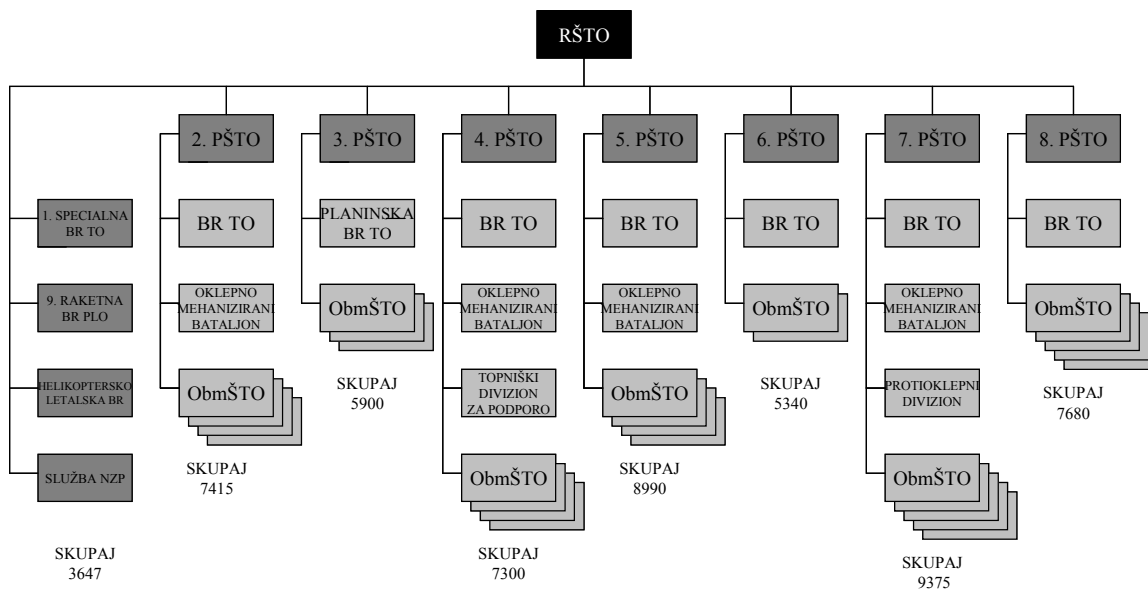 RŠTO
1. SPECIALNA
BR TO
9. RAKETNA
BR PLO
HELIKOPTERSKO
LETALSKA BR
SLUŽBA NZP
SKUPAJ
3647
2. PŠTO
BR TO
OKLEPNO
MEHANIZIRANI
BATALJON
ObmŠTO
SKUPAJ
7415
3. PŠTO
PLANINSKA
BR TO
ObmŠTO
SKUPAJ
5900
4. PŠTO
BR TO
OKLEPNO
MEHANIZIRANI
BATALJON
TOPNIŠKI
DIVIZION
ZA PODPORO
ObmŠTO
SKUPAJ
7300
5. PŠTO
BR TO
OKLEPNO
MEHANIZIRANI
BATALJON
ObmŠTO
SKUPAJ
8990
6. PŠTO
BR TO
ObmŠTO
SKUPAJ
5340
7. PŠTO
BR TO
OKLEPNO
MEHANIZIRANI
BATALJON
PROTIOKLEPNI
DIVIZION
ObmŠTO
SKUPAJ
9375
8. PŠTO
BR TO
ObmŠTO
SKUPAJ
7680